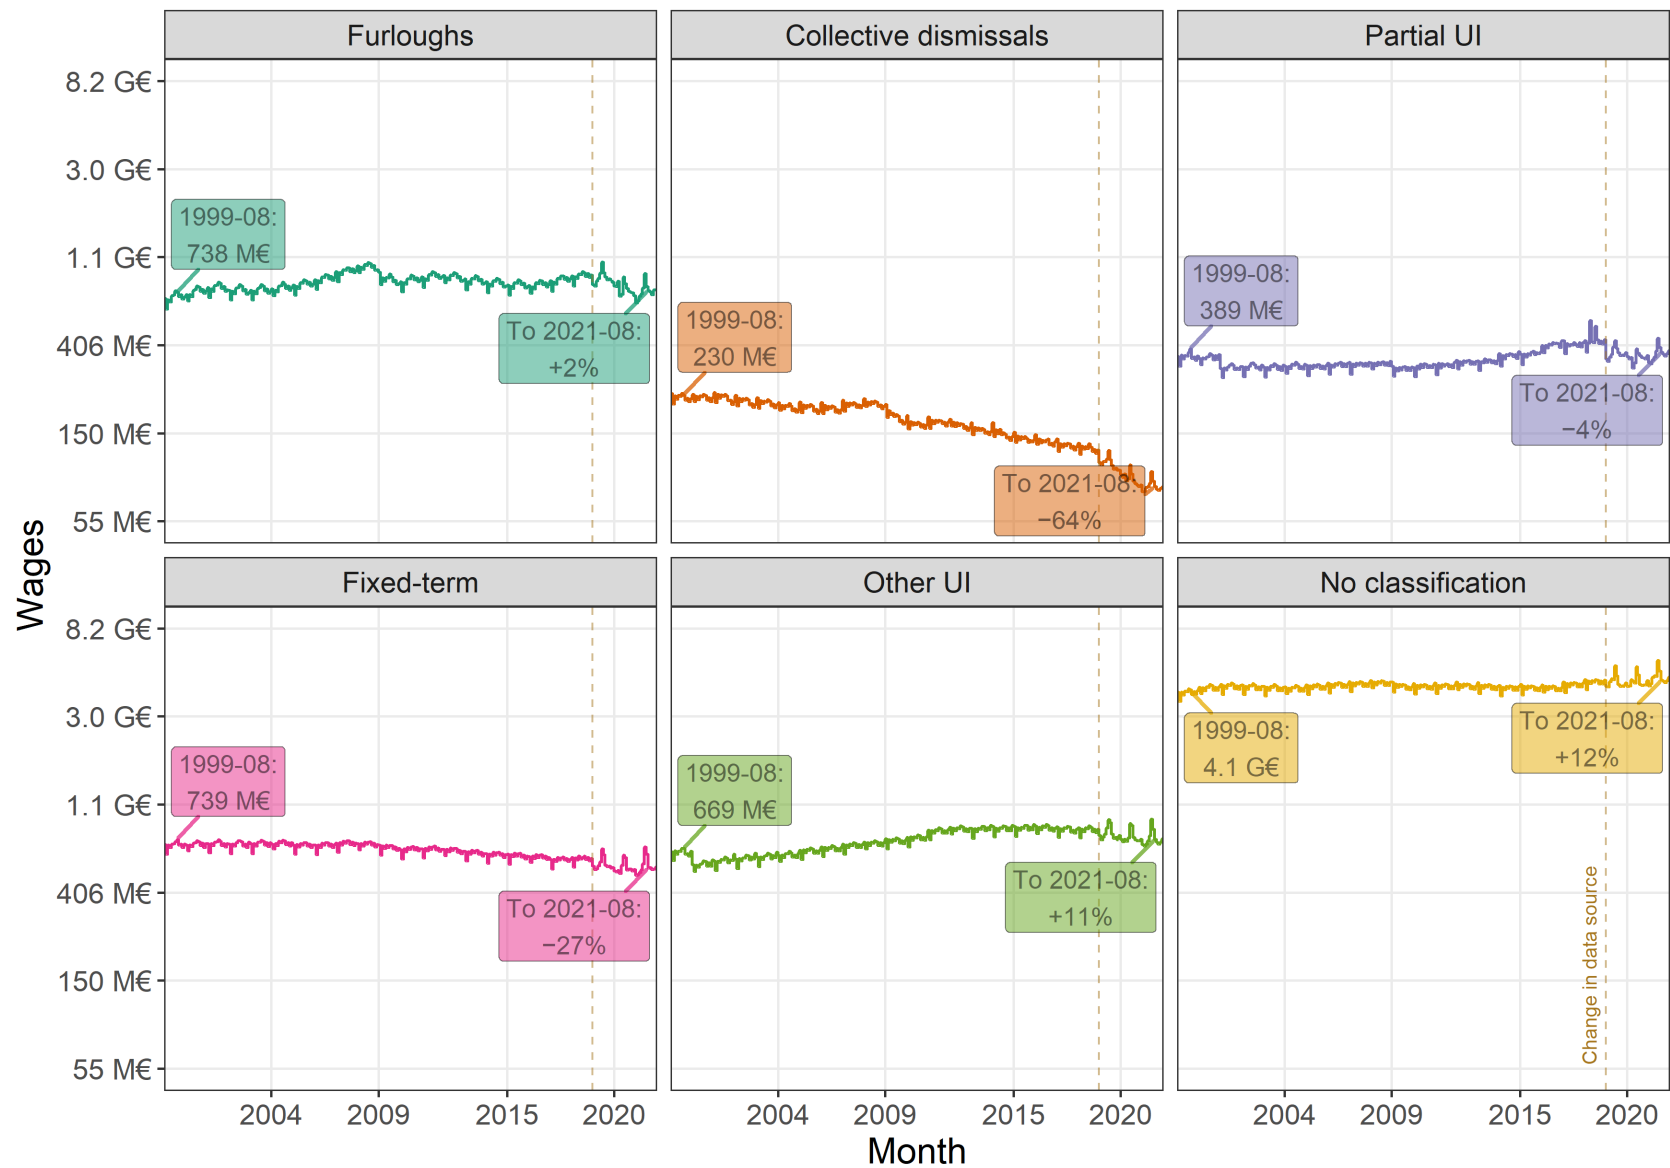 Furloughs
Collective dismissals
Partial UI
8.2 G€
3.0 G€
1.1 G€
406 M€
150 M€
55 M€
1999-08:
738 M€
To 2021-08:
+2%
1999-08:
230 M€
To 2021-08:
−64%
1999-08:
389 M€
To 2021-08:
−4%
Wages
Fixed-term
Other UI
No classification
8.2 G€
3.0 G€
1.1 G€
406 M€
150 M€
55 M€
1999-08:
739 M€
To 2021-08:
−27%
1999-08:
669 M€
To 2021-08:
+11%
1999-08:
4.1 G€
To 2021-08:
+12%
Change in data source
2004 2009 2015 2020
2004 2009 2015 2020
2004 2009 2015 2020
Month